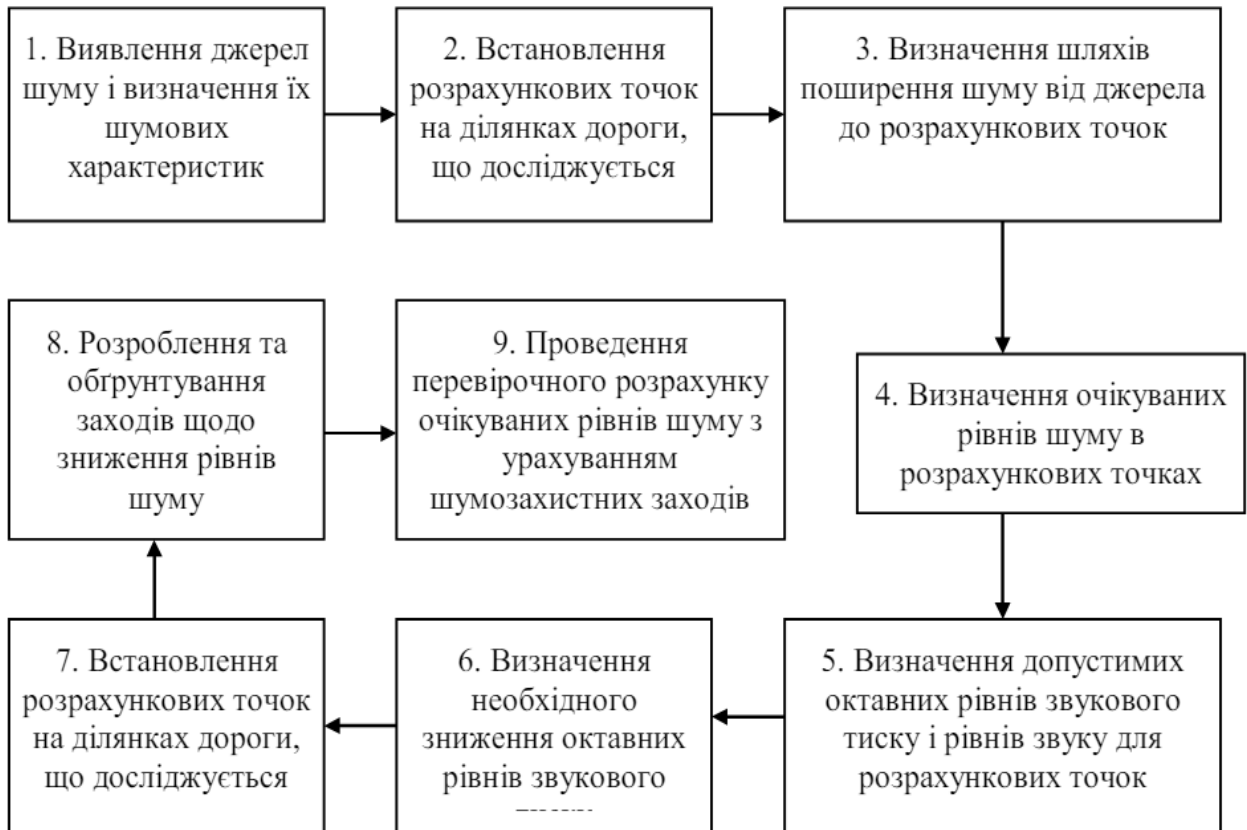 1. Виявлення джерел
шуму і визначення їх
шумових
характеристик
2. Встановлення
розрахункових точок
на ділянках дороги,
що досліджується
3. Визначення шляхів
поширення шуму від джерела
до розрахункових точок
4. Визначення очікуваних
рівнів шуму в
розрахункових точках
5. Визначення допустимих
октавних рівнів звукового
тиску і рівнів звуку для
розрахункових точок
6. Визначення
необхідного
зниження октавних
рівнів звукового
7. Встановлення
розрахункових точок
на ділянках дороги,
що досліджується
8. Розроблення та
обґрунтування
заходів щодо
зниження рівнів
шуму
9. Проведення
перевірочного розрахунку
очікуваних рівнів шуму з
урахуванням
шумозахистних заходів